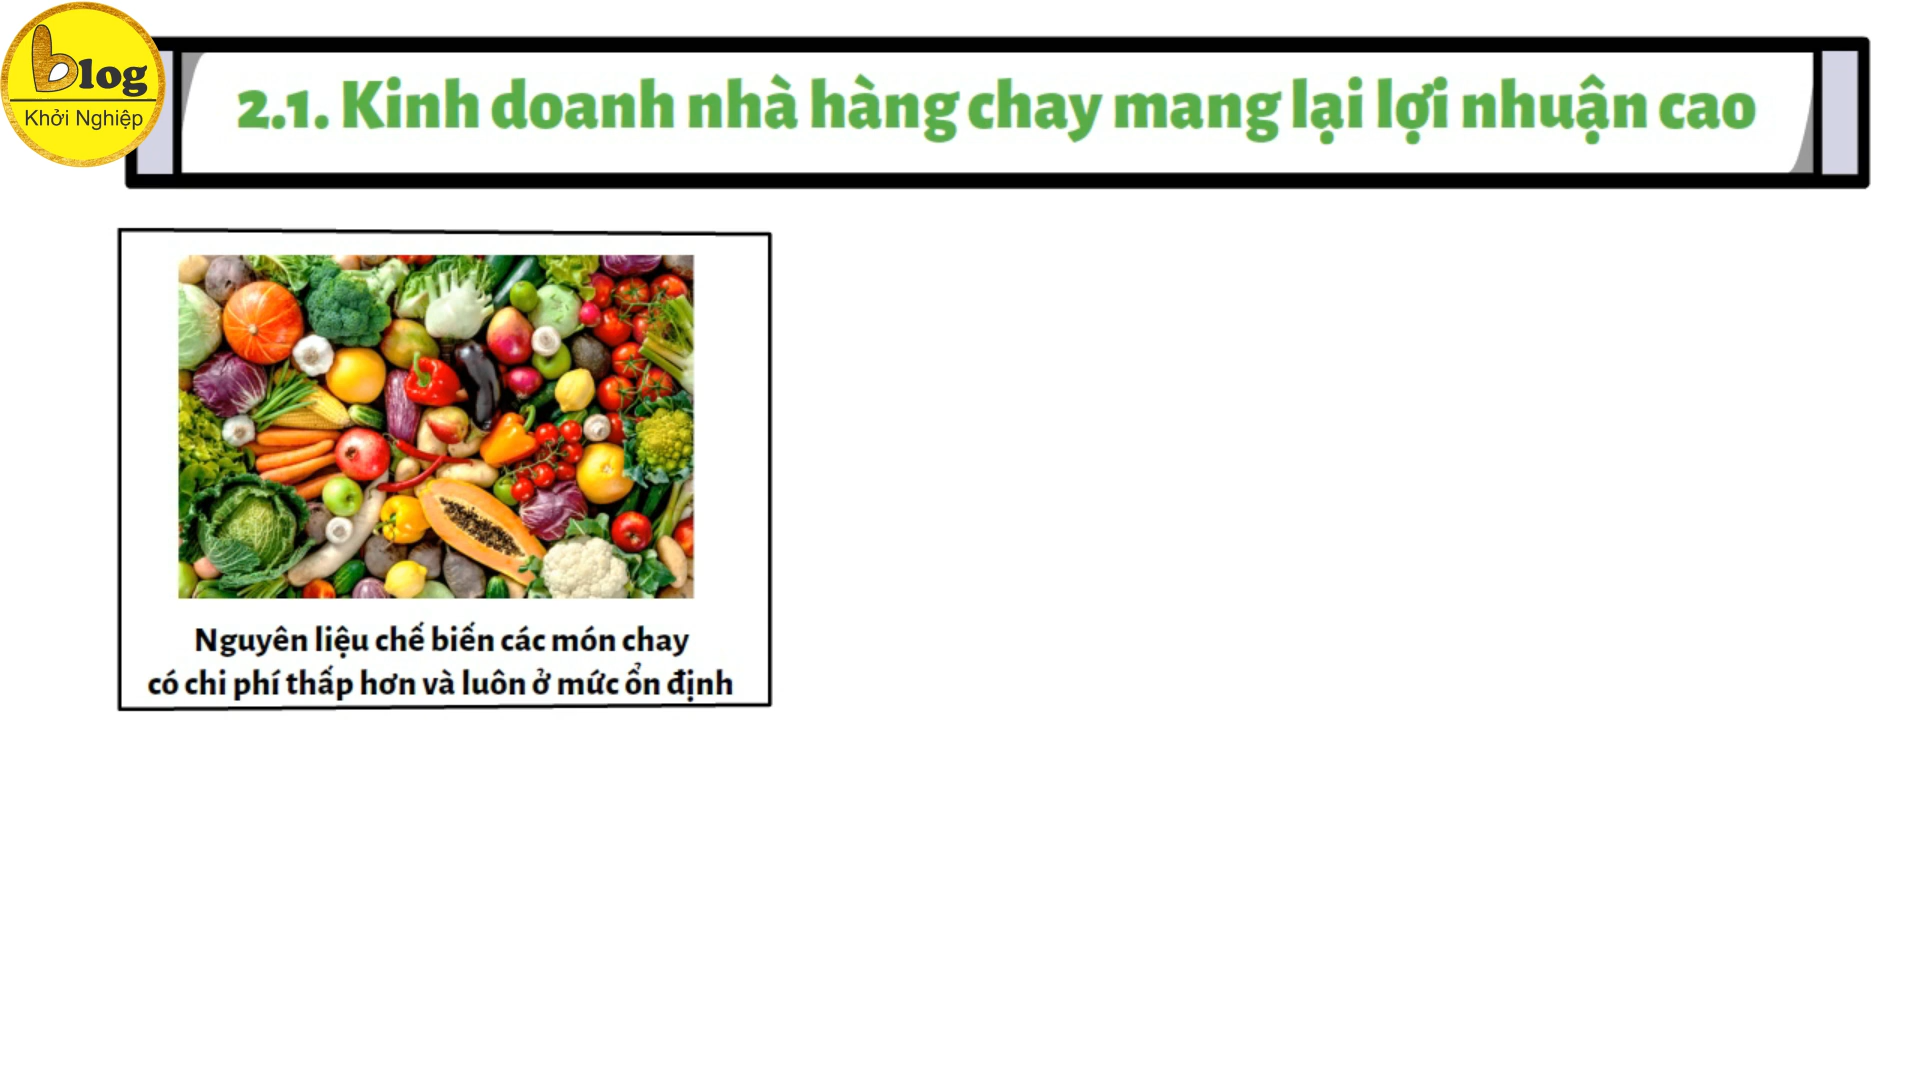 blog
Khởi Nghiệp
2.1. Kinh doanh nhà hàng chay mang lại lợi nhuận cao
Nguyên liệu chế biến các món chay
có chi phí thấp hơn và luôn ở mức ổn định